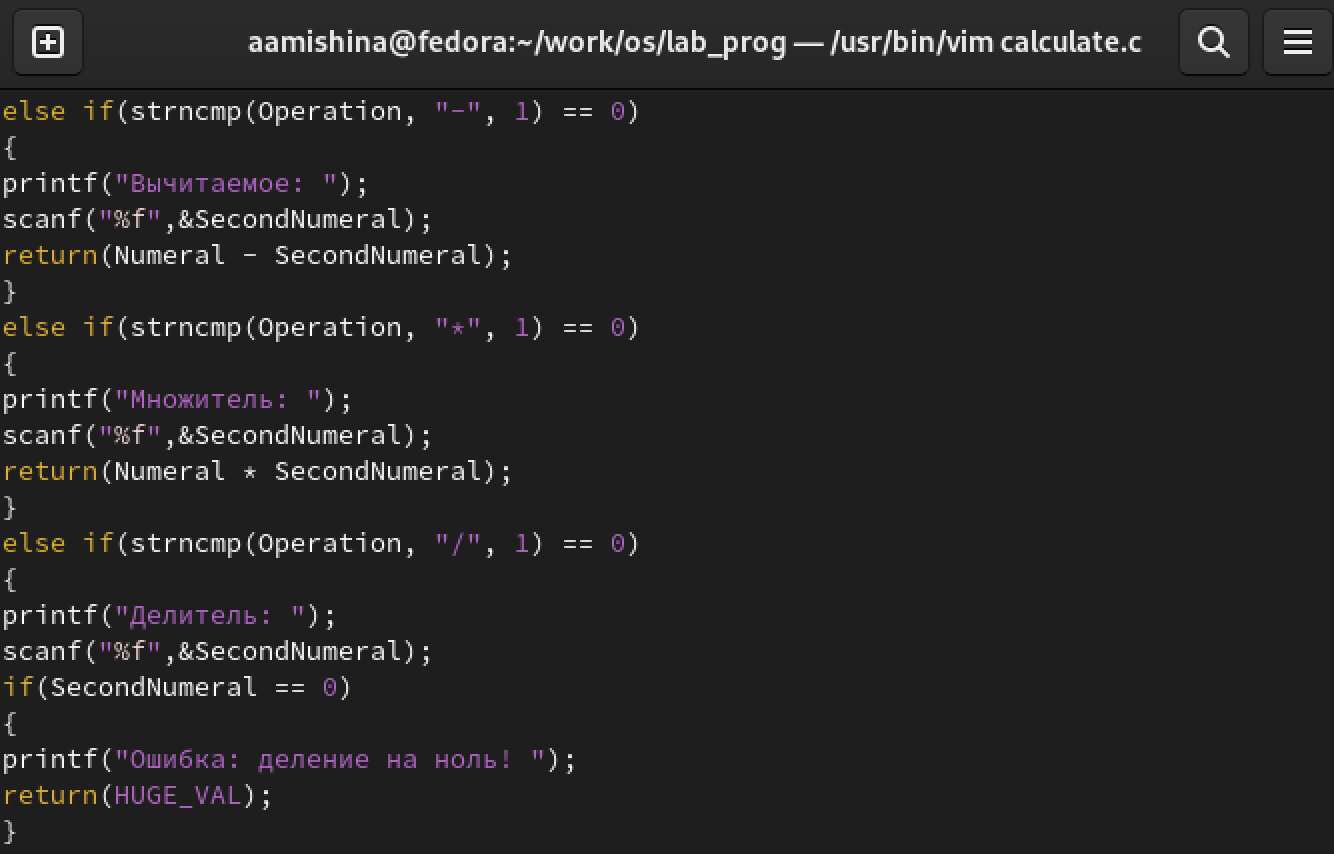 aamishina@fedora:~/work/os/lab_prog — /usr/bin/vim calculate.c
else if(strncmp(Operation, "-", 1) == 0)
{
printf("Вычитаемое: ");
scanf("%f",&SecondNumeral);
return(Numeral - SecondNumeral);
}
else if(strncmp(Operation, "*", 1) == 0)
{
printf("Множитель: ");
scanf("%f",&SecondNumeral);
return(Numeral * SecondNumeral);
}
else if(strncmp(Operation, "/", 1) == 0)
{
printf("Делитель: ");
scanf("%f",&SecondNumeral);
if(SecondNumeral == 0)
{
printf("Ошибка: деление на ноль! ");
return(HUGE_VAL);
}